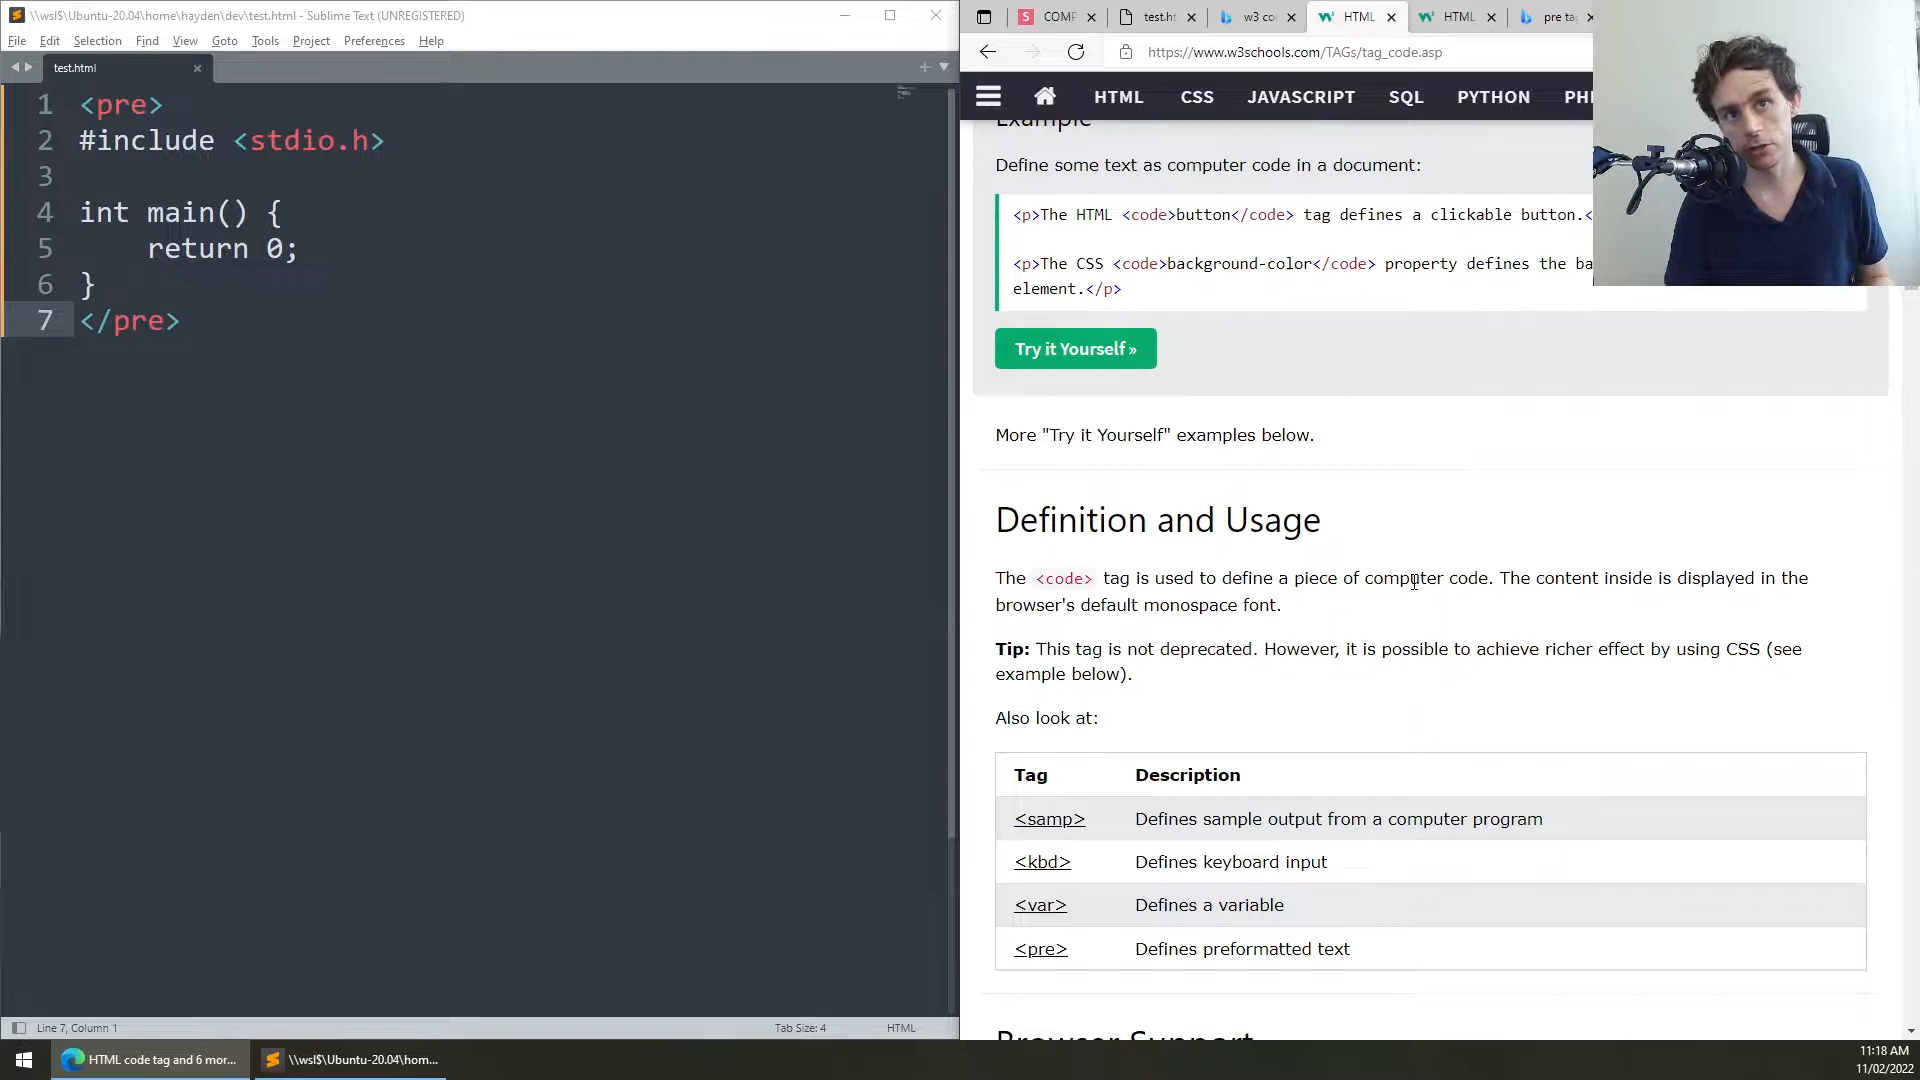 \\wsl$\Ubuntu-20.04\home\hayden\dev\test.html - Sublime Text (UNREGISTERED)
File Edit Selection Find View Goto Tools Project Preferences Help
test.html
1 <pre>
2 #include <stdio.h>
3
4 int main() {
5 return 0;
6 }
7 </pre>
Line 7, Column 1
Tab Size: 4
HTML
COMF
test.ht
w3 co
HTML
HTML
pre ta
https://www.w3schools.com/TAGs/tag_code.asp
HTML CSS JAVASCRIPT SQL PYTHON PH
Example
Define some text as computer code in a document:
<p>The HTML <code>button</code> tag defines a clickable button.<
<p>The CSS <code>background-color</code> property defines the ba
element.</p>
Try it Yourself »
More "Try it Yourself" examples below.
Definition and Usage
The <code> tag is used to define a piece of computer code. The content inside is displayed in the
browser's default monospace font.
Tip: This tag is not deprecated. However, it is possible to achieve richer effect by using CSS (see
example below).
Also look at:
Tag Description
<samp> Defines sample output from a computer program
<kbd> Defines keyboard input
<var> Defines a variable
<pre> Defines preformatted text
Browser Support
HTML code tag and 6 mor...
\\wsl$\Ubuntu-20.04\hom...
11:18 AM
11/02/2022